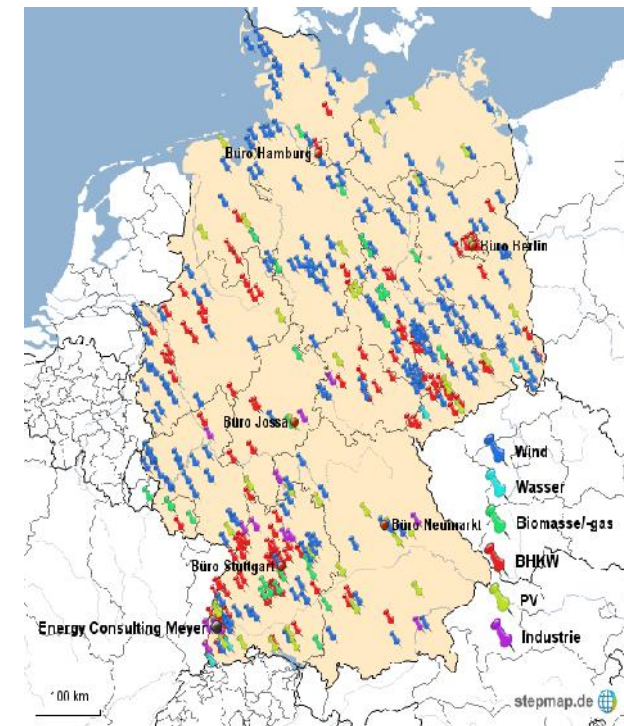 Büro Hamburg
Büro Berlin
Büro Jossa
Wind
Wasser
Biomasse/-gas
Büro Neumarkt
BHKW
Büro Stuttgart
PV
Energy Consulting Meyer
Industrie
100 km
stepmap.de